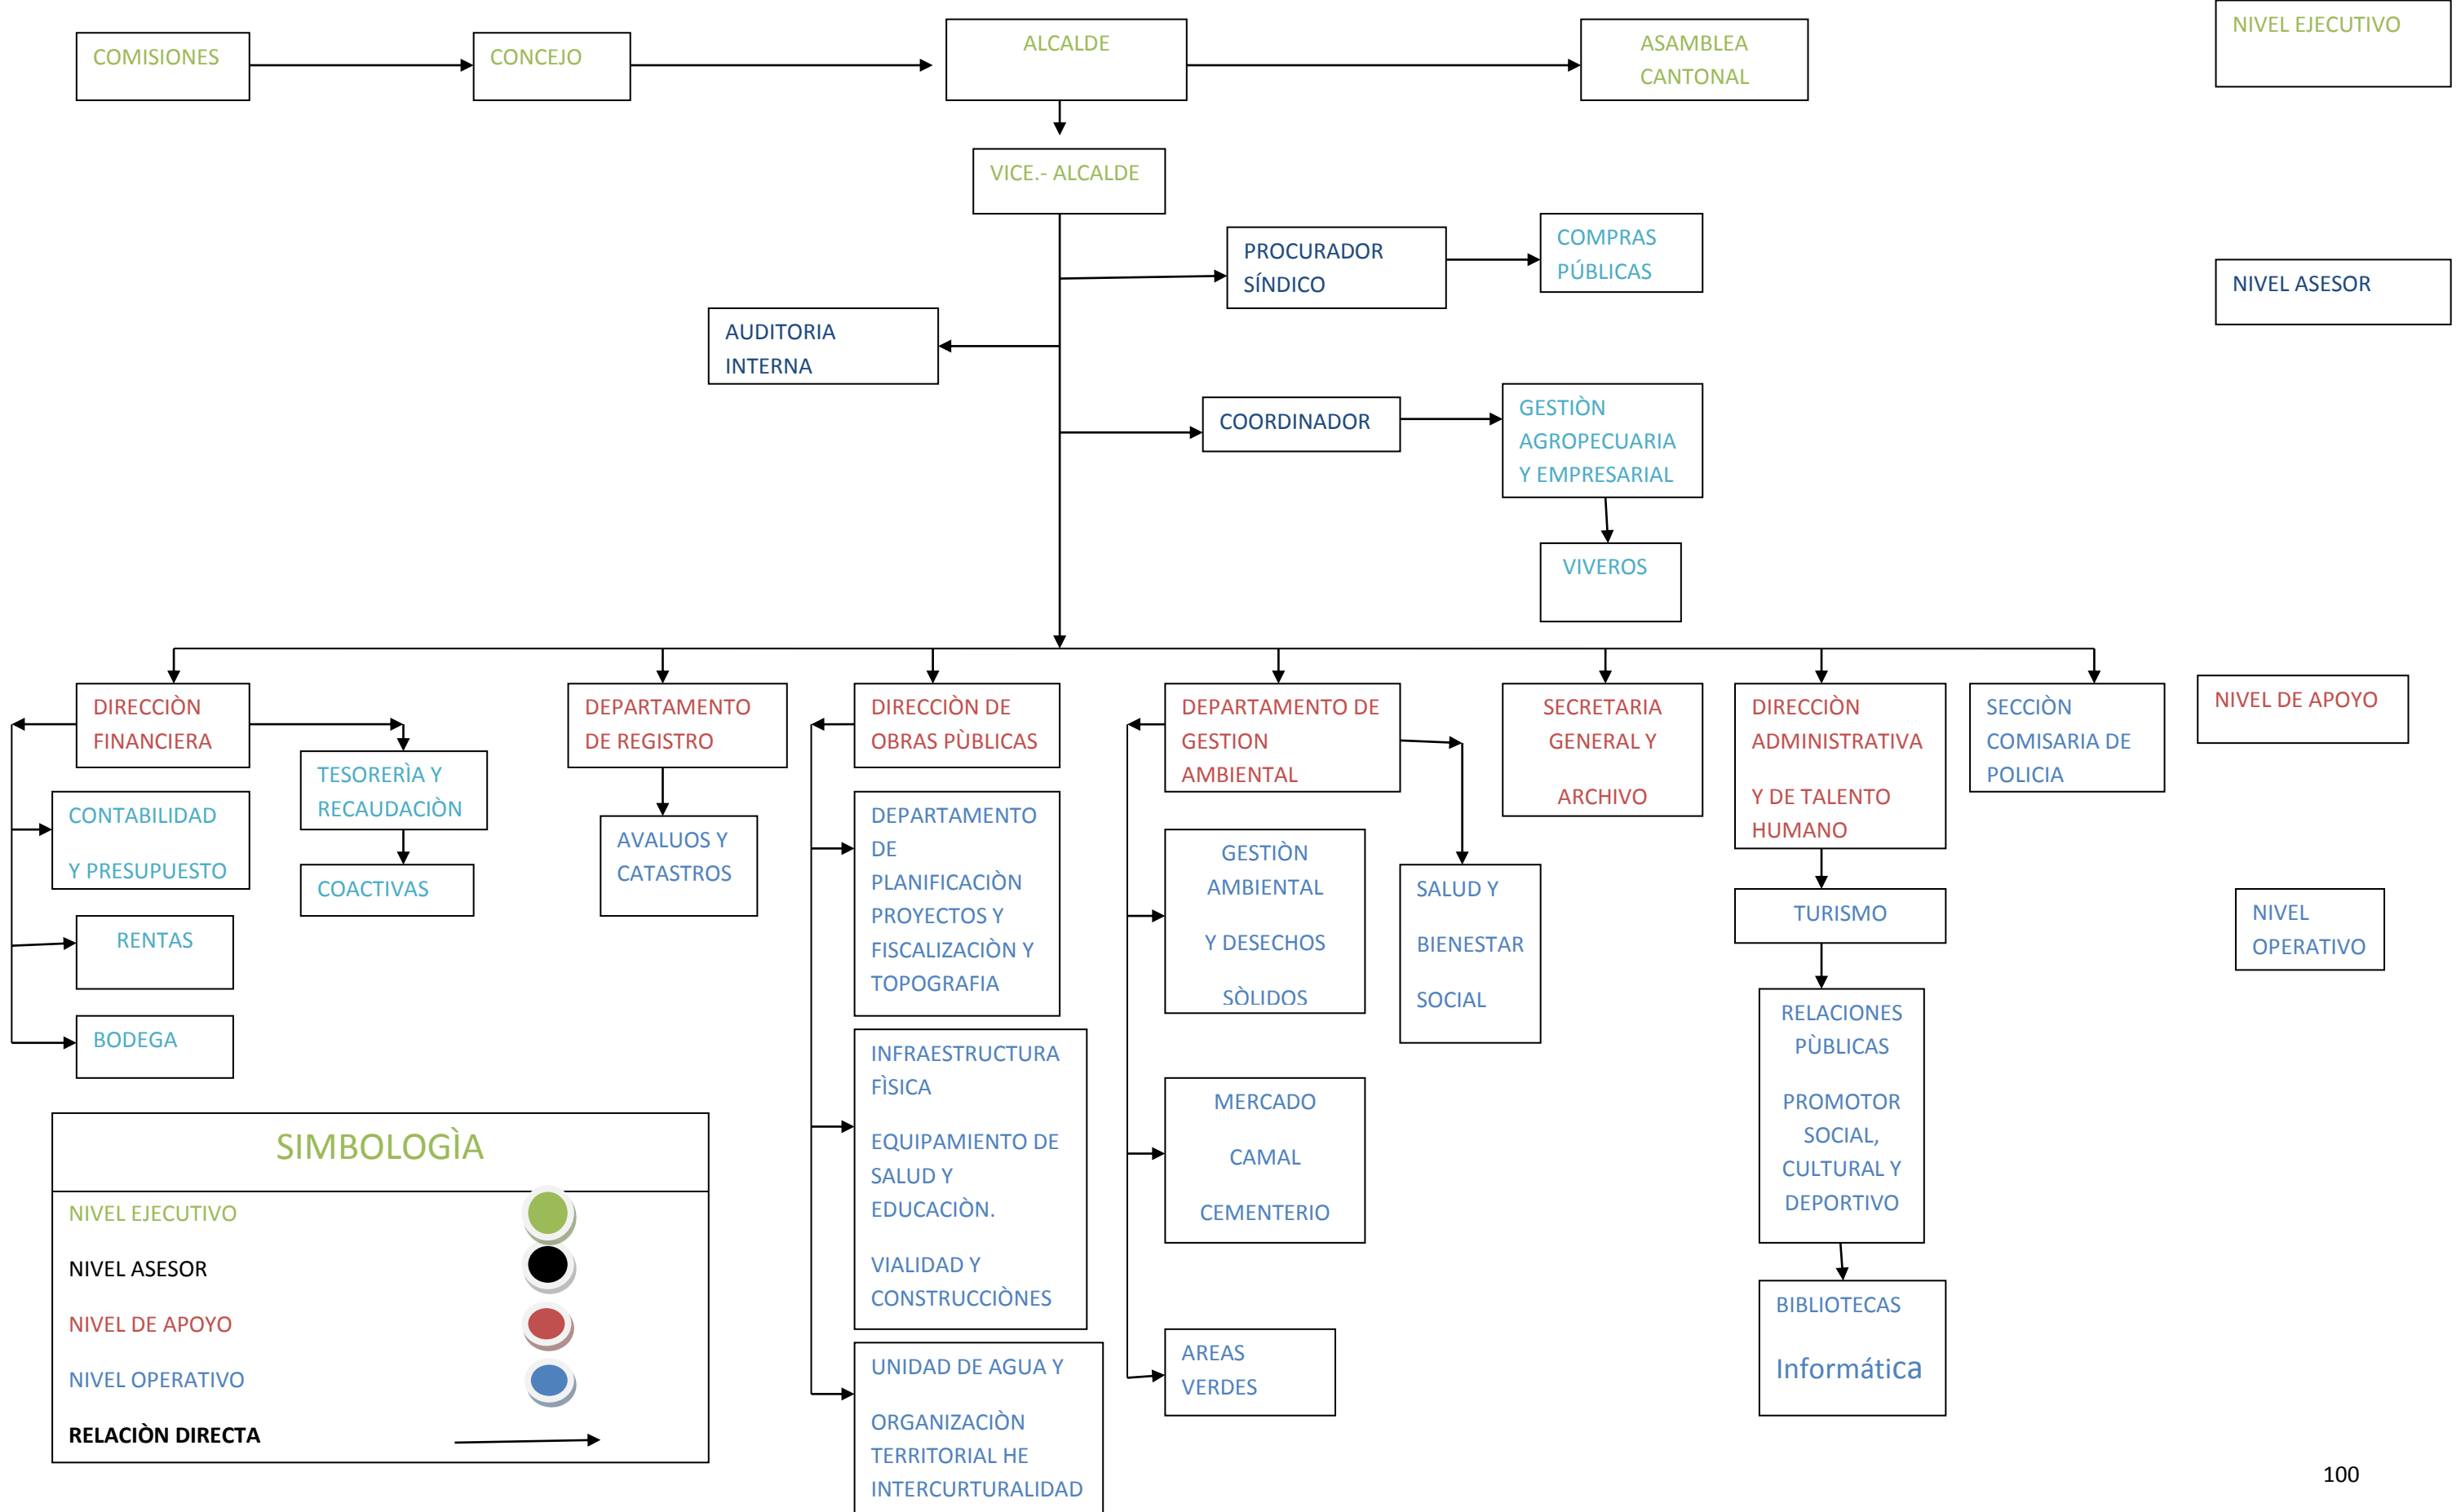 COMISIONES
CONCEJO
ALCALDE
ASAMBLEA
CANTONAL
NIVEL EJECUTIVO
VICE.- ALCALDE
PROCURADOR
SÍNDICO
COMPRAS
PÚBLICAS
NIVEL ASESOR
AUDITORIA
INTERNA
COORDINADOR
GESTIÒN
AGROPECUARIA
Y EMPRESARIAL
VIVEROS
DIRECCIÒN
FINANCIERA
TESORERÌA Y
RECAUDACIÒN
COACTIVAS
CONTABILIDAD
Y PRESUPUESTO
RENTAS
BODEGA
DEPARTAMENTO
DE REGISTRO
AVALUOS Y
CATASTROS
DIRECCIÒN DE
OBRAS PÙBLICAS
DEPARTAMENTO
DE
PLANIFICACIÒN
PROYECTOS Y
FISCALIZACIÒN Y
TOPOGRAFIA
INFRAESTRUCTURA
FÌSICA
EQUIPAMIENTO DE
SALUD Y
EDUCACIÒN.
VIALIDAD Y
CONSTRUCCIÒNES
UNIDAD DE AGUA Y
ORGANIZACIÒN
TERRITORIAL HE
INTERCURTURALIDAD
DEPARTAMENTO DE
GESTION
AMBIENTAL
GESTIÒN
AMBIENTAL
Y DESECHOS
SÒLIDOS
MERCADO
CAMAL
CEMENTERIO
AREAS
VERDES
SALUD Y
BIENESTAR
SOCIAL
SECRETARIA
GENERAL Y
ARCHIVO
DIRECCIÒN
ADMINISTRATIVA
Y DE TALENTO
HUMANO
TURISMO
RELACIONES
PÙBLICAS
PROMOTOR
SOCIAL,
CULTURAL Y
DEPORTIVO
BIBLIOTECAS
Informática
SECCIÒN
COMISARIA DE
POLICIA
NIVEL DE APOYO
NIVEL
OPERATIVO
SIMBOLOGÌA
NIVEL EJECUTIVO
NIVEL ASESOR
NIVEL DE APOYO
NIVEL OPERATIVO
RELACIÒN DIRECTA
100